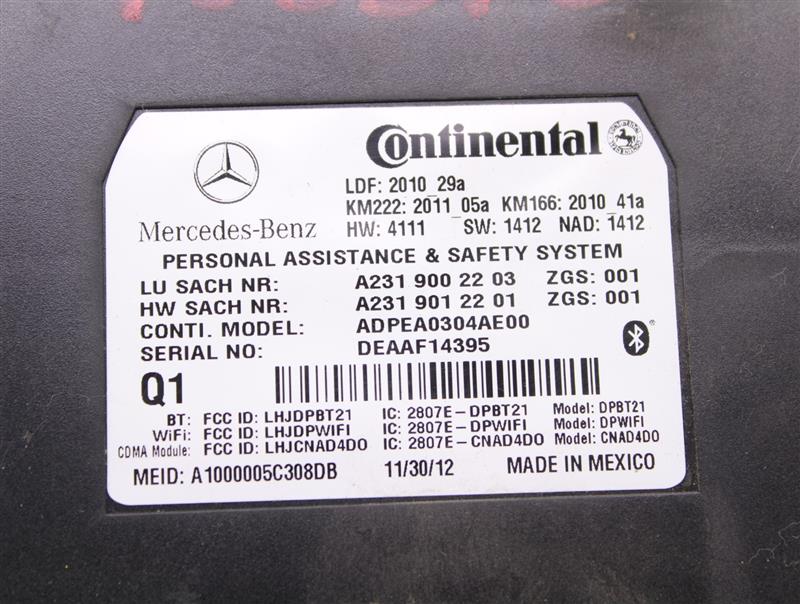 Continental
Mercedes-Benz
LDF: 2010_29a
KM222: 2011_05a KM166: 2010_41a
HW: 4111 SW: 1412 NAD: 1412
PERSONAL ASSISTANCE & SAFETY SYSTEM
LU SACH NR: A231 900 22 03 ZGS: 001
HW SACH NR: A231 901 22 01 ZGS: 001
CONTI. MODEL: ADPEA0304AE00
SERIAL NO: DEAAF14395
Q1
BT: FCC ID: LHJDPBT21 IC: 2807E-DPBT21 Model: DPBT21
WiFi: FCC ID: LHJDPWIFI IC: 2807E-DPWIFI Model: DPWIFI
CDMA Module: FCC ID: LHJCNAD4DO IC: 2807E-CNAD4DO Model: CNAD4DO
MEID: A1000005C308DB 11/30/12 MADE IN MEXICO